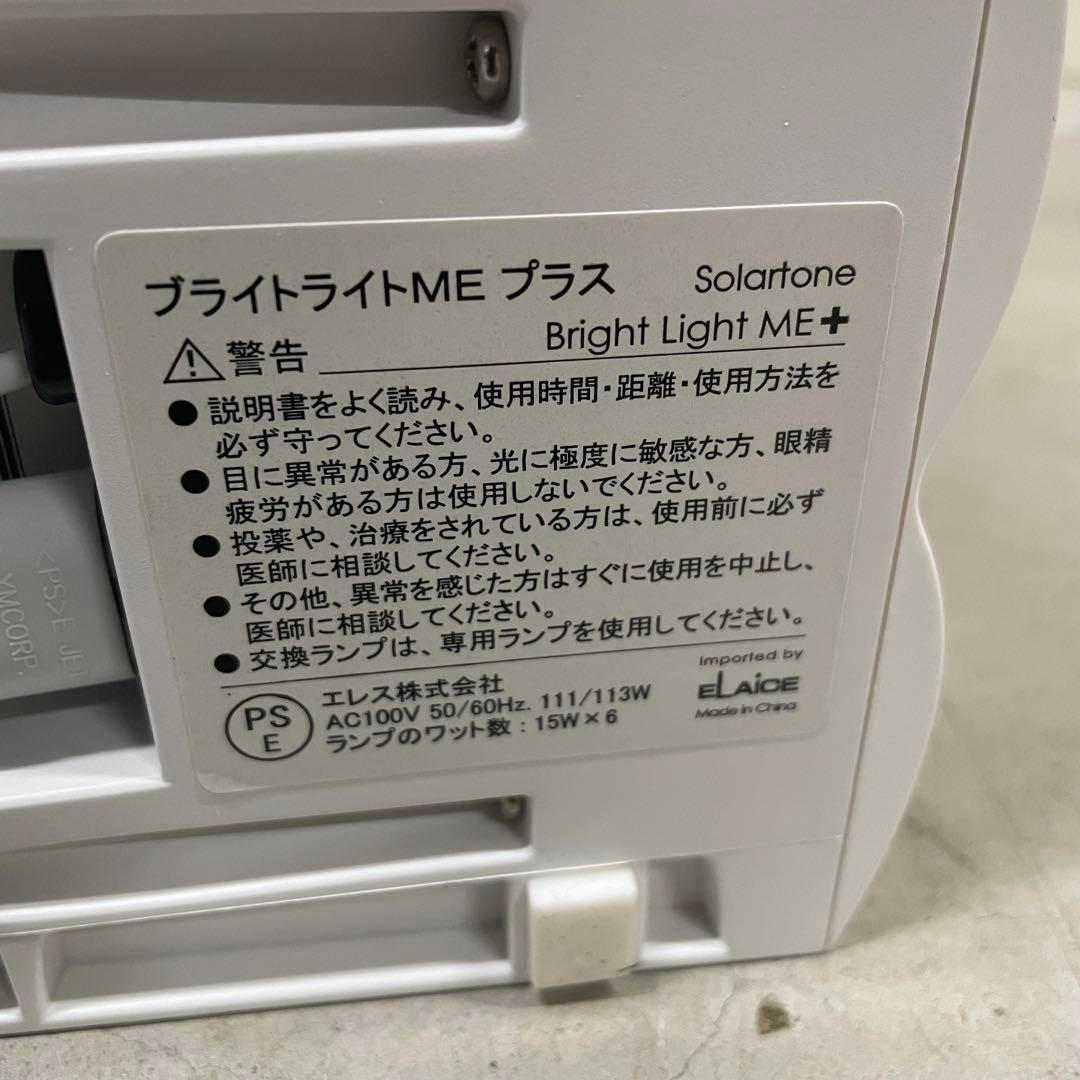 ブライトライトME プラス Solartone
Bright Light ME+
警告
● 説明書をよく読み、使用時間・距離・使用方法を
必ず守ってください。
● 目に異常がある方、光に極度に敏感な方、眼精
疲労がある方は使用しないでください。
● 投薬や、治療をされている方は、使用前に必ず
医師に相談してください。
● その他、異常を感じた方はすぐに使用を中止し、
医師に相談してください。
● 交換ランプは、専用ランプを使用してください。
PS
E
エレス株式会社
AC100V 50/60Hz. 111/113W
ランプのワット数：15W×6
Imported by
ELAICE
Made in China
<PS>E JET
YMCORP.